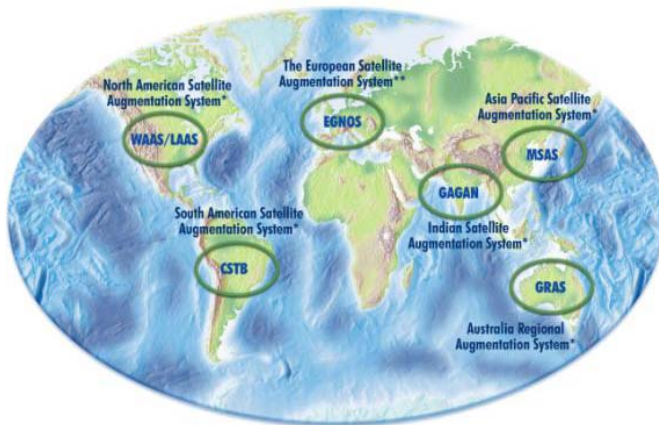 North American Satellite
Augmentation System*
WAAS/LAAS
The European Satellite
Augmentation System**
EGNOS
Asia Pacific Satellite
Augmentation System*
MSAS
GAGAN
Indian Satellite
Augmentation System*
South American Satellite
Augmentation System*
CSTB
GRAS
Australia Regional
Augmentation System*